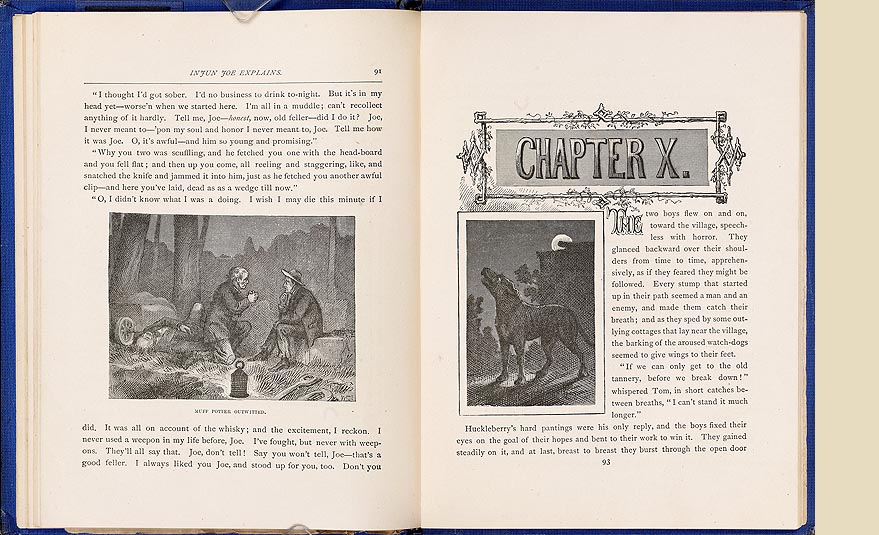 INJUN JOE EXPLAINS. 91
"I thought I'd got sober. I'd no business to drink to-night. But it's in my
head yet—worse'n when we started here. I'm all in a muddle; can't recollect
anything of it hardly. Tell me, Joe—honest, now, old feller—did I do it? Joe,
I never meant to—'pon my soul and honor I never meant to, Joe. Tell me how
it was Joe. O, it's awful—and him so young and promising."
"Why you two was scuffling, and he fetched you one with the head-board
and you fell flat; and then up you come, all reeling and staggering, like, and
snatched the knife and jammed it into him, just as he fetched you another awful
clip—and here you've laid, dead as as a wedge till now."
"O, I didn't know what I was a doing. I wish I may die this minute if I
MUFF POTTER OUTWITTED.
did. It was all on account of the whisky; and the excitement, I reckon. I
never used a weepon in my life before, Joe. I've fought, but never with weep-
ons. They'll all say that. Joe, don't tell! Say you won't tell, Joe—that's a
good feller. I always liked you Joe, and stood up for you, too. Don't you
CHAPTER X.
THE two boys flew on and on,
toward the village, speech-
less with horror. They
glanced backward over their shoul-
ders from time to time, apprehen-
sively, as if they feared they might be
followed. Every stump that started
up in their path seemed a man and an
enemy, and made them catch their
breath; and as they sped by some out-
lying cottages that lay near the village,
the barking of the aroused watch-dogs
seemed to give wings to their feet.
"If we can only get to the old
tannery, before we break down!"
whispered Tom, in short catches be-
tween breaths, "I can't stand it much
longer."
Huckleberry's hard pantings were his only reply, and the boys fixed their
eyes on the goal of their hopes and bent to their work to win it. They gained
steadily on it, and at last, breast to breast they burst through the open door
93